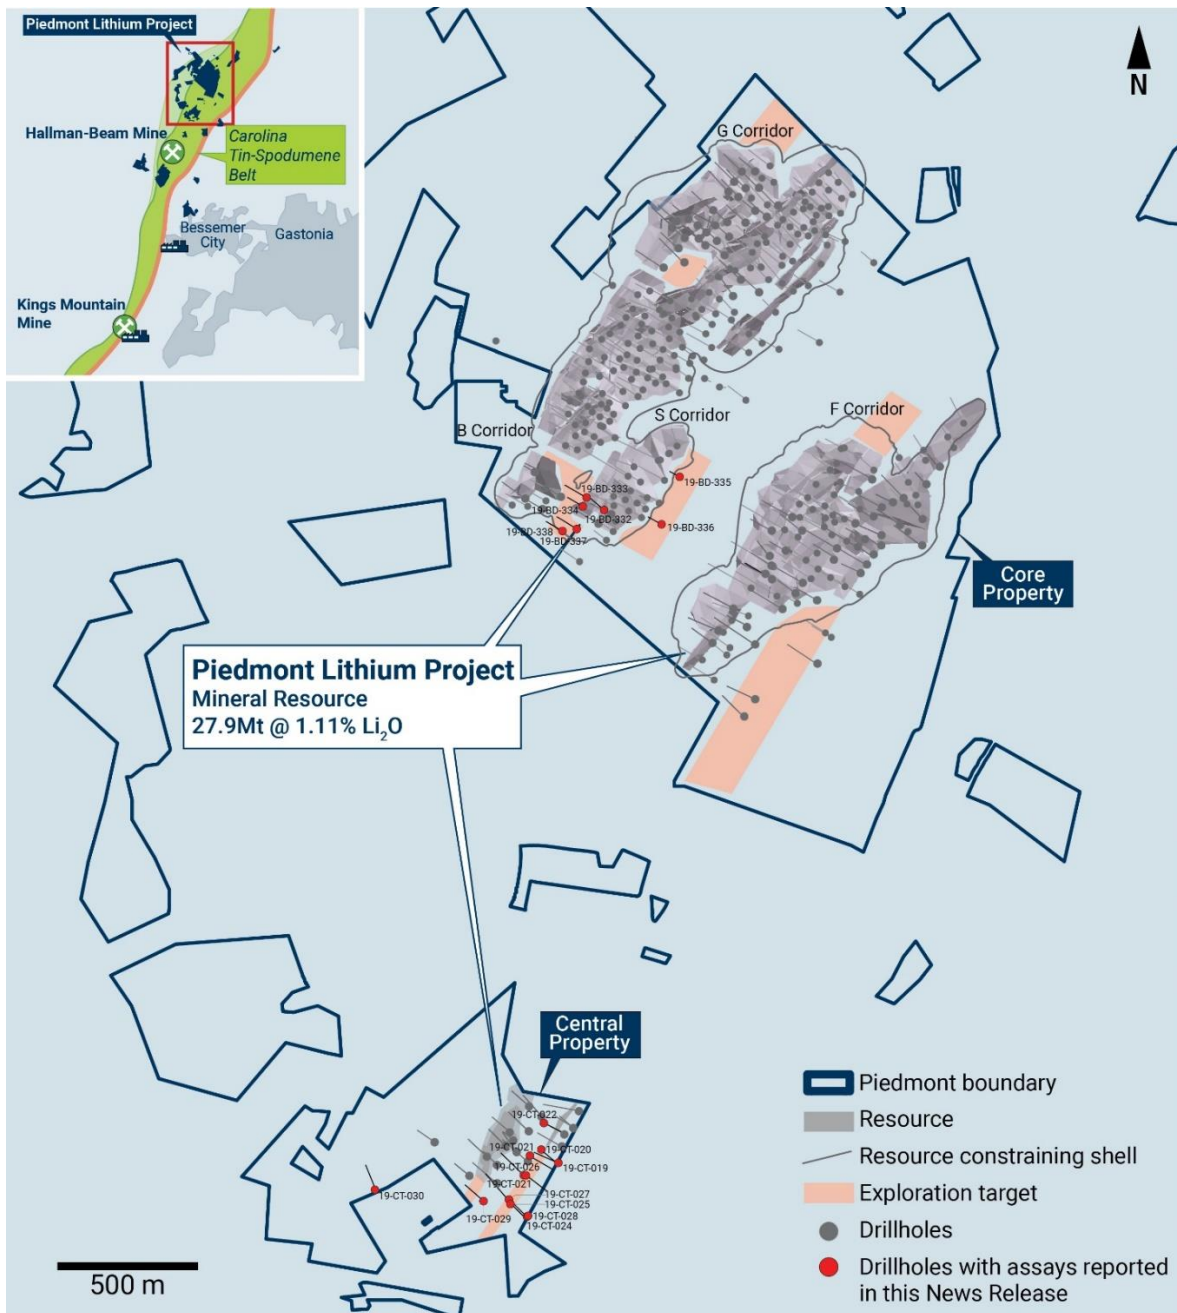 Piedmont Lithium Project
Hallman-Beam Mine
Carolina
Tin-Spodumene
Belt
Bessemer
City
Gastonia
Kings Mountain
Mine
N
G Corridor
B Corridor
S Corridor
F Corridor
19-BD-333
19-BD-335
19-BD-334
19-BD-332
19-BD-336
19-BD-338
19-BD-337
Core
Property
Piedmont Lithium Project
Mineral Resource
27.9Mt @ 1.11% Li₂O
Central
Property
19-CT-022
19-CT-021
19-CT-020
19-CT-026
19-CT-019
19-CT-021
19-CT-030
19-CT-027
19-CT-025
19-CT-029
19-CT-028
19-CT-024
Piedmont boundary
Resource
Resource constraining shell
Exploration target
Drillholes
Drillholes with assays reported
in this News Release
500 m